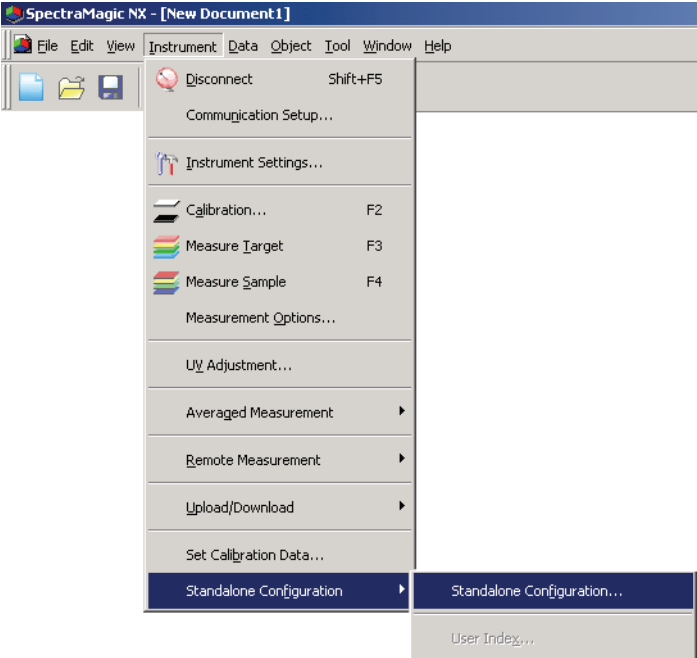 SpectraMagic NX - [New Document1]
File Edit View Instrument Data Object Tool Window Help
Disconnect Shift+F5
Communication Setup...
Instrument Settings...
Calibration... F2
Measure Target F3
Measure Sample F4
Measurement Options...
UV Adjustment...
Averaged Measurement
Remote Measurement
Upload/Download
Set Calibration Data...
Standalone Configuration
Standalone Configuration...
User Index...